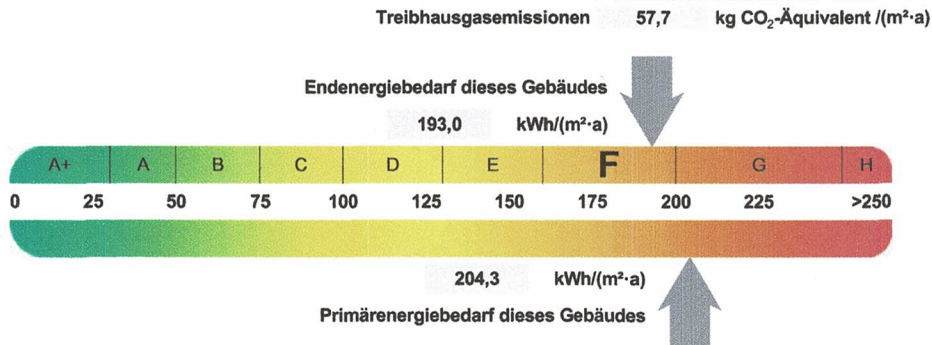 Treibhausgasemissionen 57,7 kg CO₂-Äquivalent /(m²·a)
Endenergiebedarf dieses Gebäudes
193,0 kWh/(m²·a)
A+ A B C D E F G H
0 25 50 75 100 125 150 175 200 225 >250
204,3 kWh/(m²·a)
Primärenergiebedarf dieses Gebäudes